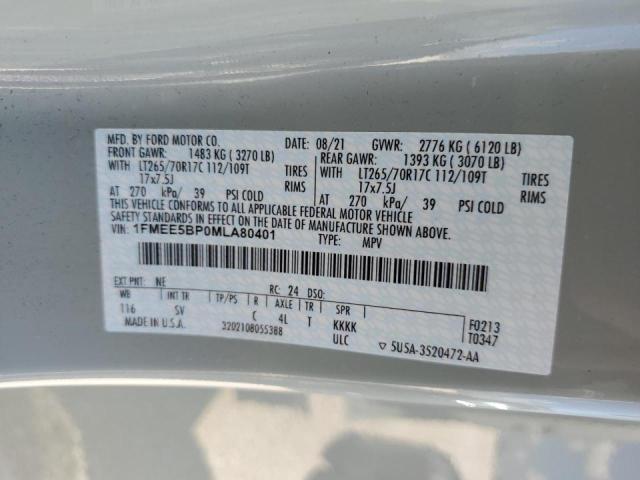 MFD. BY FORD MOTOR CO.
DATE: 08/21 GVWR: 2776 KG ( 6120 LB)
FRONT GAWR: 1483 KG ( 3270 LB)
REAR GAWR: 1393 KG ( 3070 LB)
WITH LT265/70R17C 112/109T TIRES
WITH LT265/70R17C 112/109T TIRES
17x7.5J RIMS
17x7.5J RIMS
AT 270 kPa/ 39 PSI COLD
AT 270 kPa/ 39 PSI COLD
THIS VEHICLE CONFORMS TO ALL APPLICABLE FEDERAL MOTOR VEHICLE
SAFETY STANDARDS IN EFFECT ON THE DATE OF MANUFACTURE SHOWN ABOVE.
VIN: 1FMEE5BP0MLA80401
TYPE: MPV
EXT PNT: NE RC: 24 DSO:
WB INT TR TP/PS R AXLE TR SPR
116 SV C 4L T KKKK
F0213
T0347
MADE IN U.S.A. 3202108055388 ULC
▽ 5U5A-3520472-AA